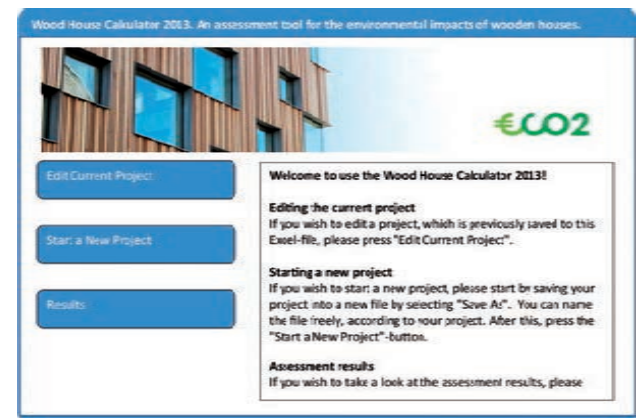 Wood House Calculator 2013. An assessment tool for the environmental impacts of wooden houses.
€CO2
Edit Current Project
Start a New Project
Results
Welcome to use the Wood House Calculator 2013!
Editing the current project
If you wish to edit a project, which is previously saved to this
Excel-file, please press "Edit Current Project".
Starting a new project
If you wish to start a new project, please start by saving your
project into a new file by selecting "Save As". You can name
the file freely, according to your project. After this, press the
"Start a New Project"-button.
Assessment results
If you wish to take a look at the assessment results, please